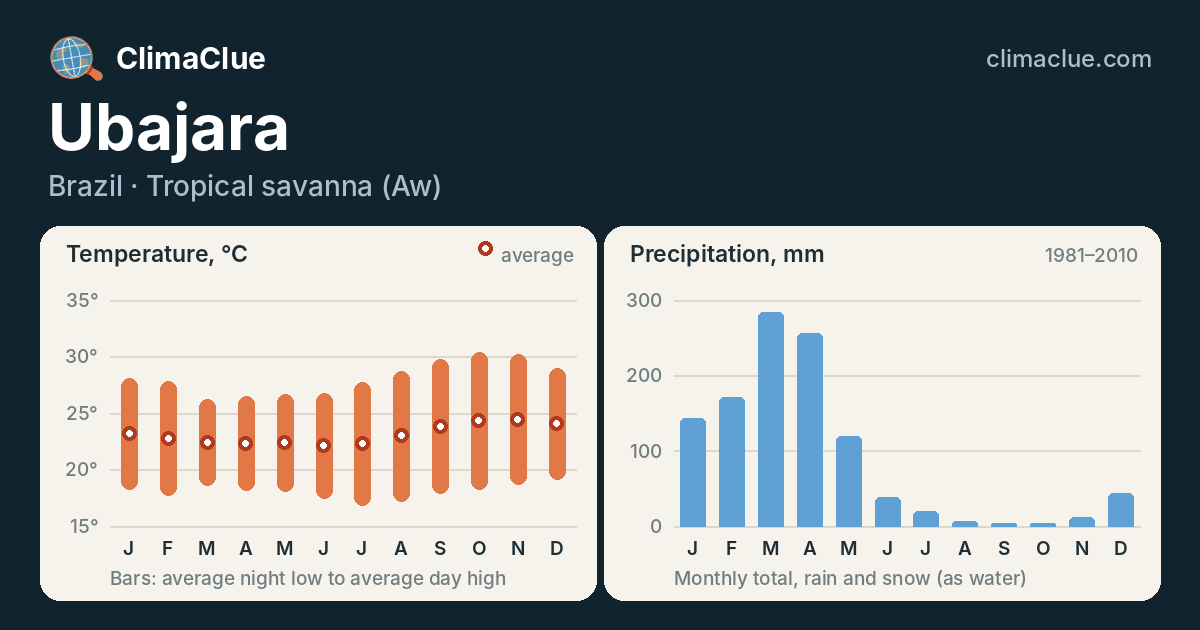 ClimaClue
climaclue.com
Ubajara
Brazil · Tropical savanna (Aw)
Temperature, °C
average
35°
30°
25°
20°
15°
J F M A M J J A S O N D
Bars: average night low to average day high
Precipitation, mm
1981–2010
300
200
100
0
J F M A M J J A S O N D
Monthly total, rain and snow (as water)